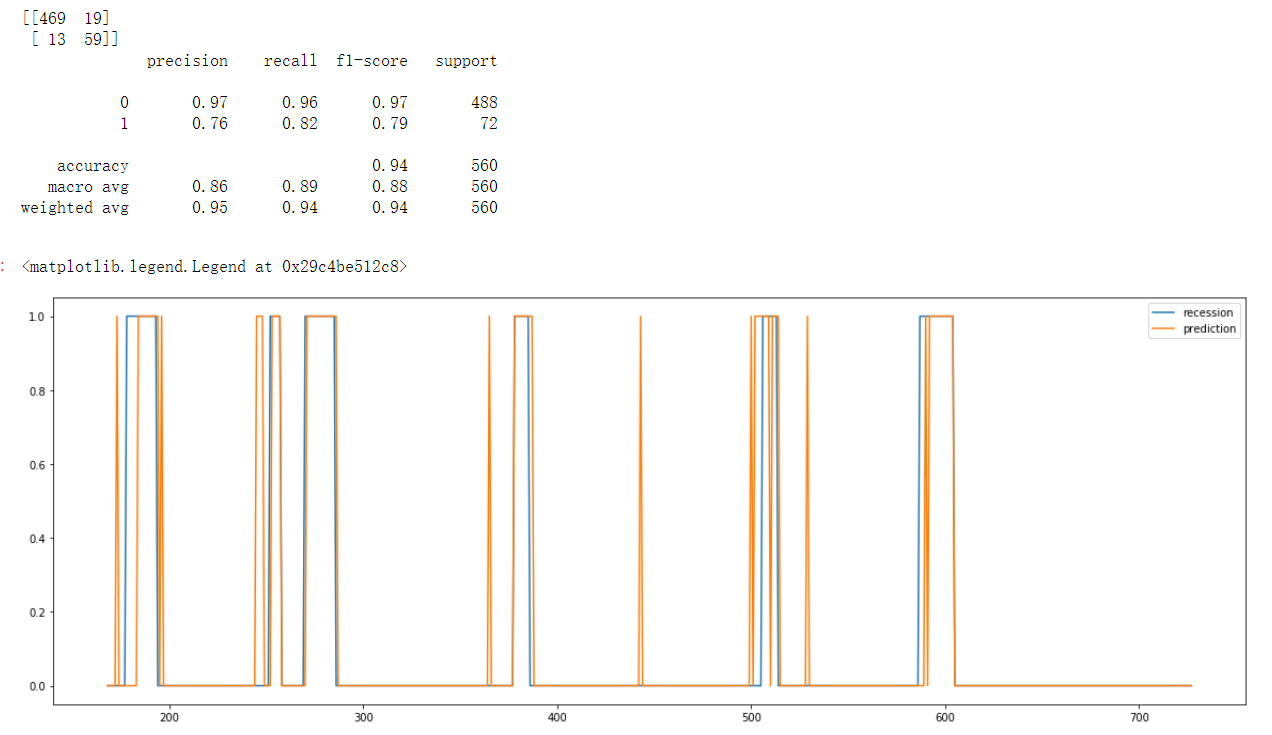 [[469  19]
 [ 13  59]]
              precision    recall  f1-score   support

           0       0.97      0.96      0.97       488
           1       0.76      0.82      0.79        72

    accuracy                           0.94       560
   macro avg       0.86      0.89      0.88       560
weighted avg       0.95      0.94      0.94       560

: <matplotlib.legend.Legend at 0x29c4be512c8>
recession
prediction
1.0
0.8
0.6
0.4
0.2
0.0
200 300 400 500 600 700